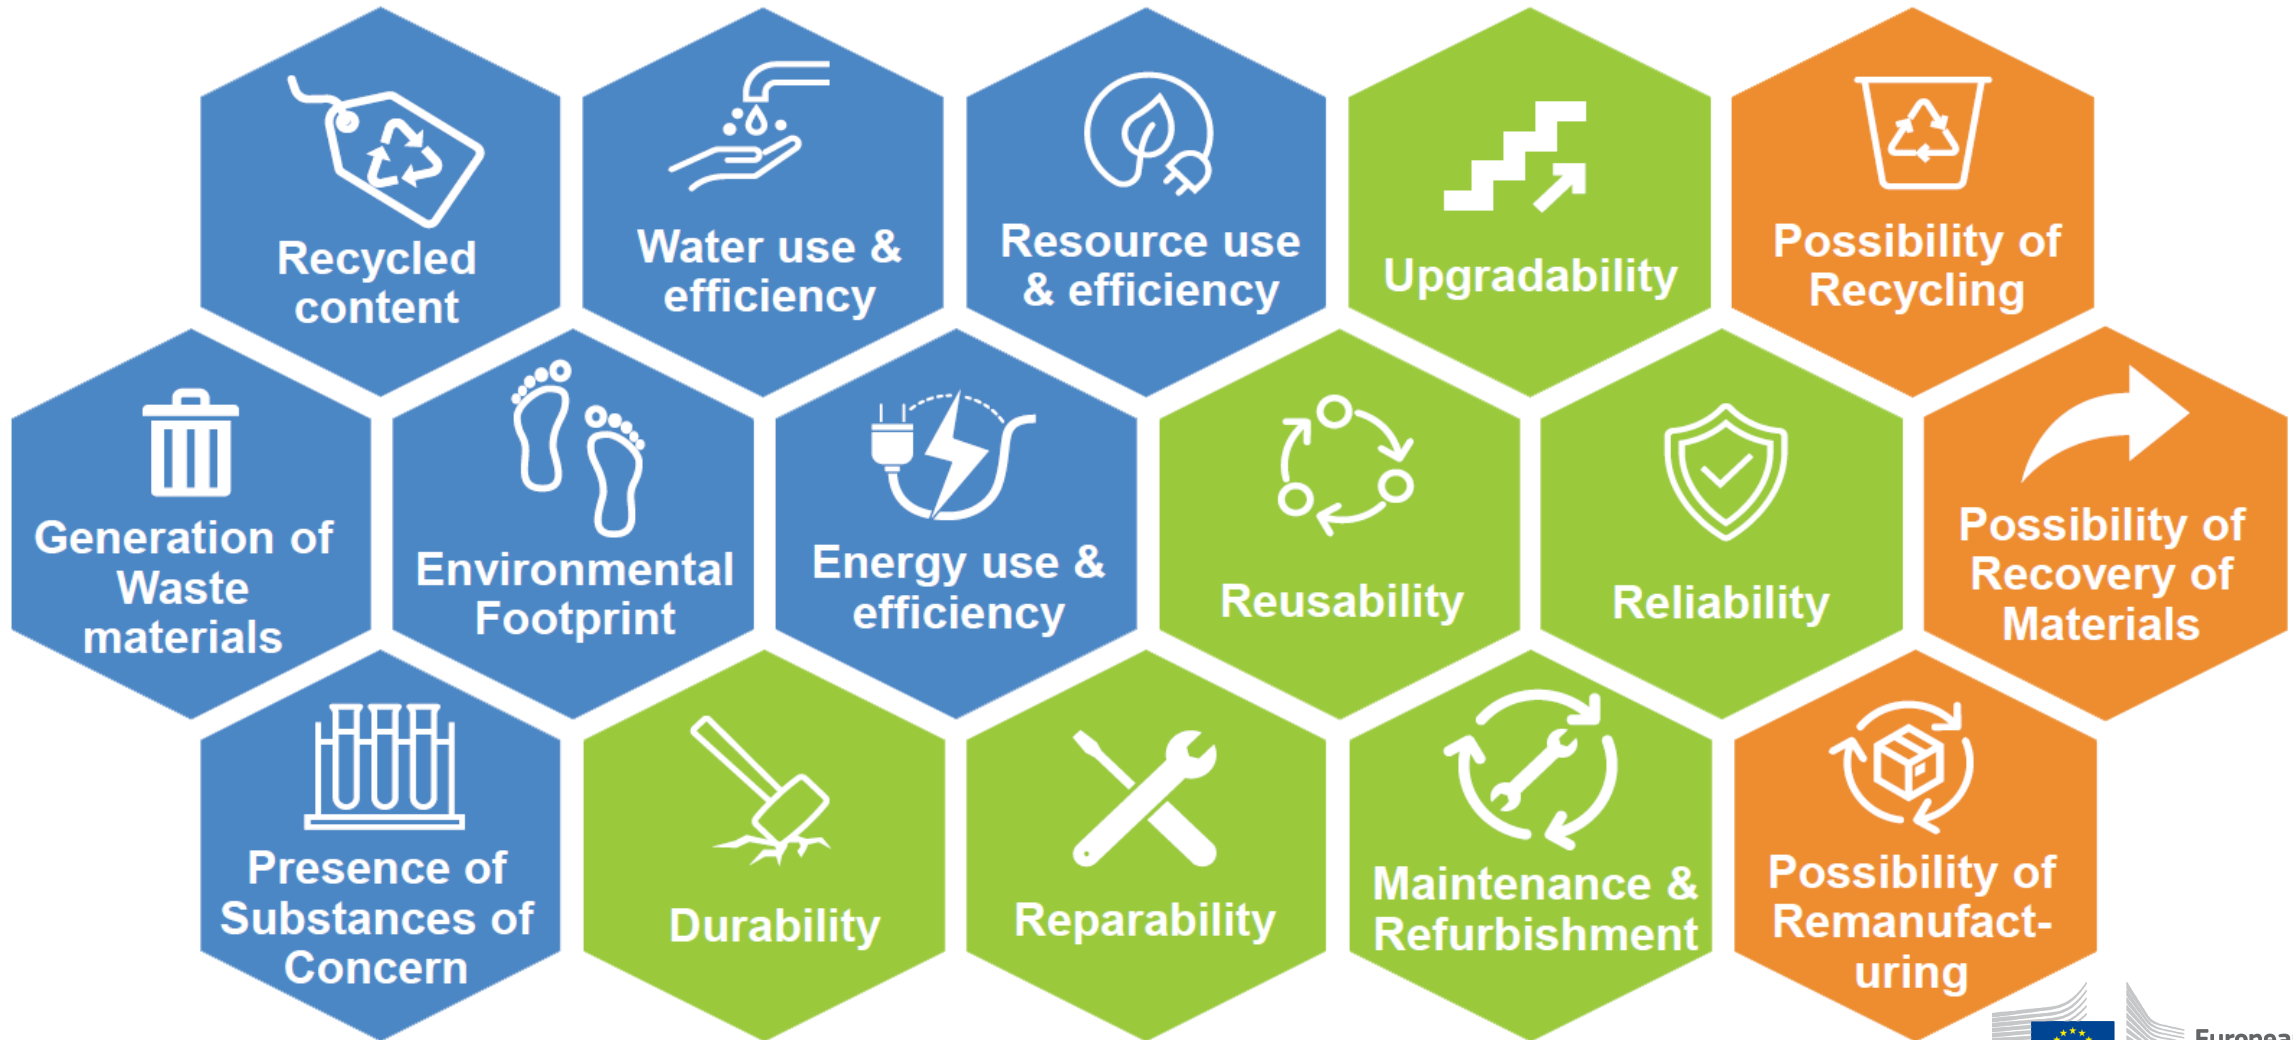 Recycled
content
Water use &
efficiency
Resource use
& efficiency
Upgradability
Possibility of
Recycling
Generation of
Waste
materials
Environmental
Footprint
Energy use &
efficiency
Reusability
Reliability
Possibility of
Recovery of
Materials
Presence of
Substances of
Concern
Durability
Reparability
Maintenance &
Refurbishment
Possibility of
Remanufact-
uring